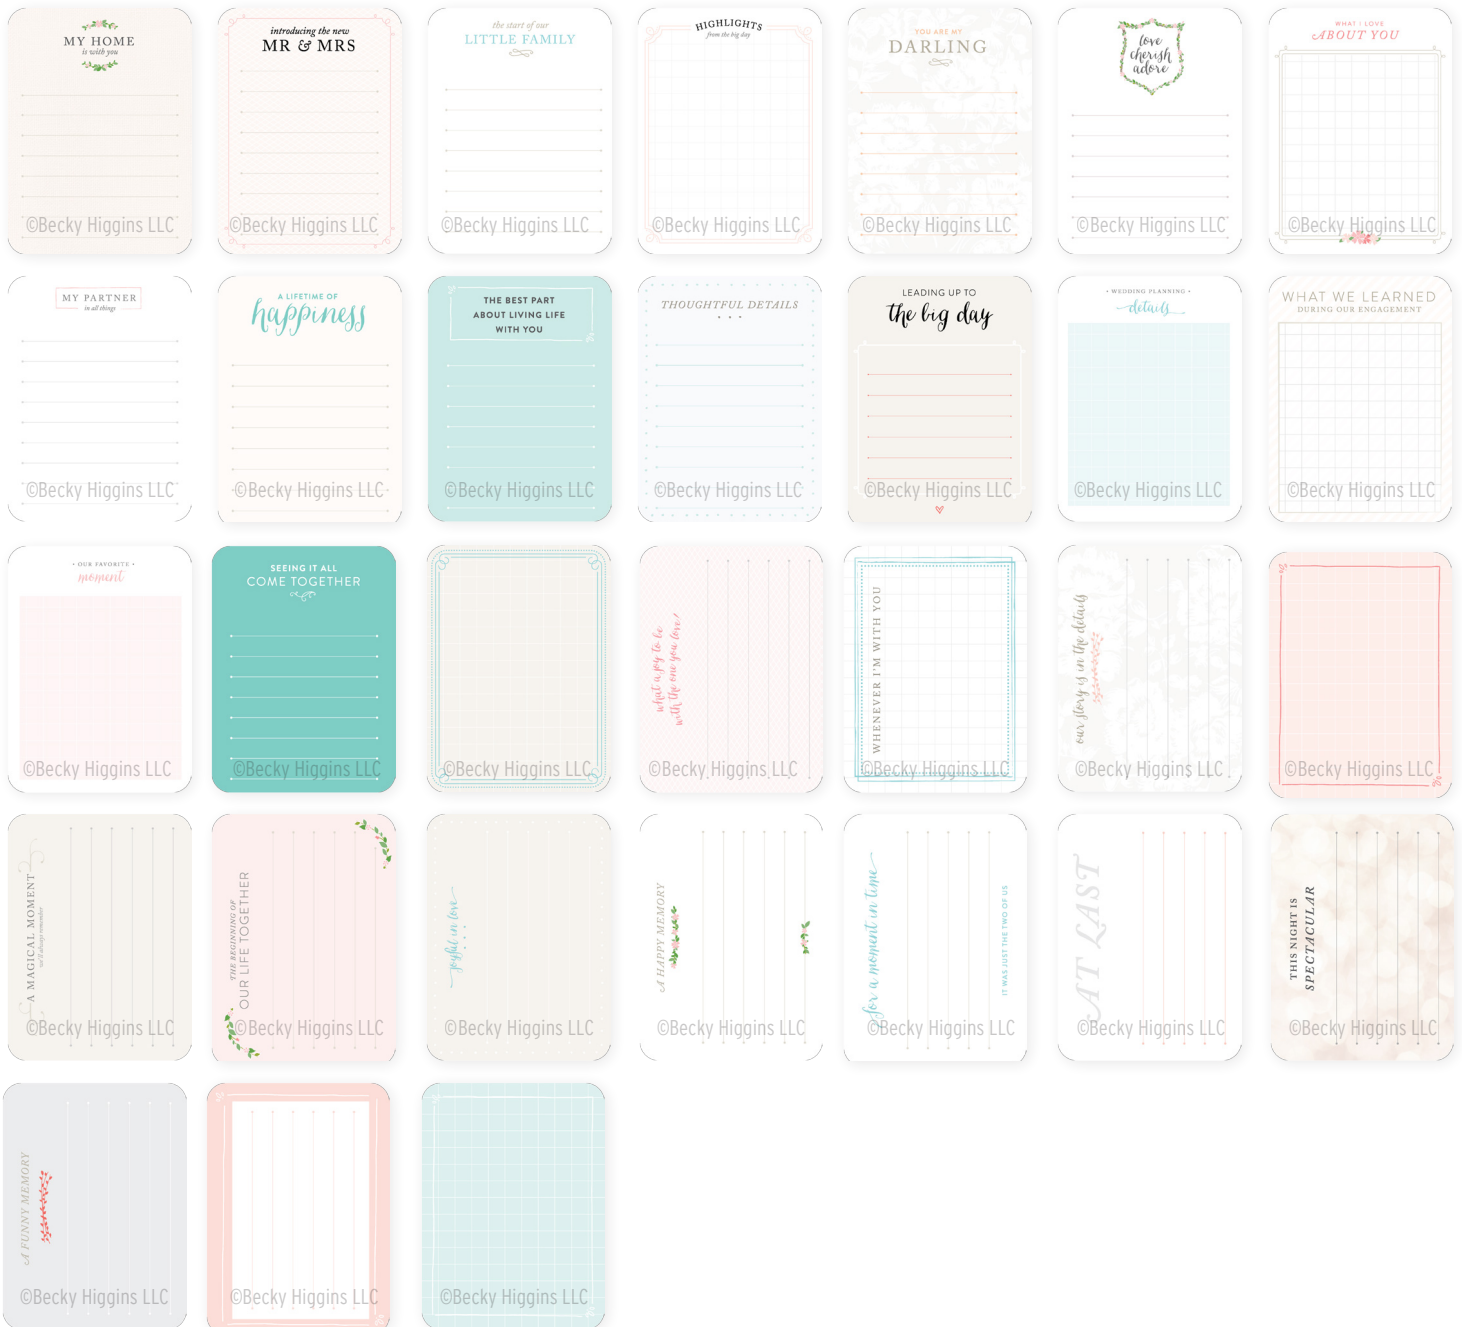 MY HOME
is with you
©Becky Higgins LLC
introducing the new
MR & MRS
©Becky Higgins LLC
the start of our
LITTLE FAMILY
©Becky Higgins LLC
HIGHLIGHTS
from the big day
©Becky Higgins LLC
YOU ARE MY
DARLING
©Becky Higgins LLC
love
cherish
adore
©Becky Higgins LLC
WHAT I LOVE
ABOUT YOU
©Becky Higgins LLC
MY PARTNER
in all things
©Becky Higgins LLC
A LIFETIME OF
happiness
©Becky Higgins LLC
THE BEST PART
ABOUT LIVING LIFE
WITH YOU
©Becky Higgins LLC
THOUGHTFUL DETAILS
©Becky Higgins LLC
LEADING UP TO
the big day
©Becky Higgins LLC
• WEDDING PLANNING •
details
©Becky Higgins LLC
WHAT WE LEARNED
DURING OUR ENGAGEMENT
©Becky Higgins LLC
• OUR FAVORITE •
moment
©Becky Higgins LLC
SEEING IT ALL
COME TOGETHER
©Becky Higgins LLC
©Becky Higgins LLC
what a joy to be
with the one you love!
©Becky Higgins LLC
WHENEVER I'M WITH YOU
©Becky Higgins LLC
our story is in the details
©Becky Higgins LLC
©Becky Higgins LLC
A MAGICAL MOMENT
we'll always remember
©Becky Higgins LLC
THE BEGINNING OF
OUR LIFE TOGETHER
©Becky Higgins LLC
joyful in love
©Becky Higgins LLC
A HAPPY MEMORY
©Becky Higgins LLC
for a moment in time
IT WAS JUST THE TWO OF US
©Becky Higgins LLC
AT LAST
©Becky Higgins LLC
THIS NIGHT IS
SPECTACULAR
©Becky Higgins LLC
A FUNNY MEMORY
©Becky Higgins LLC
©Becky Higgins LLC
©Becky Higgins LLC